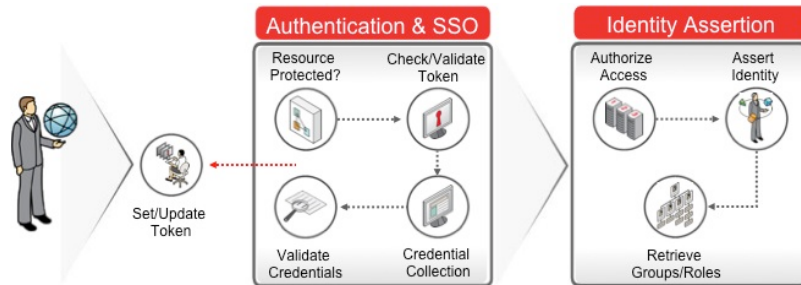 Authentication & SSO
Identity Assertion
Resource
Protected?
Check/Validate
Token
Authorize
Access
Assert
Identity
Set/Update
Token
Validate
Credentials
Credential
Collection
Retrieve
Groups/Roles